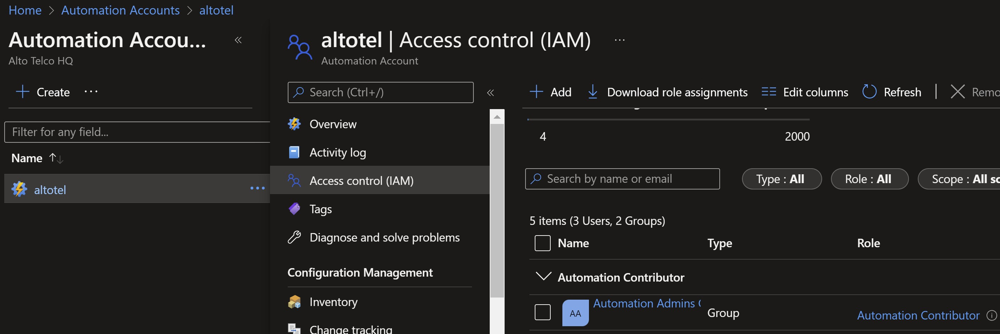 Home > Automation Accounts > altotel
Automation Accou...
Alto Telco HQ
Create ...
Filter for any field...
Name
altotel ...
altotel | Access control (IAM) ...
Automation Account
Search (Ctrl+/)
Overview
Activity log
Access control (IAM)
Tags
Diagnose and solve problems
Configuration Management
Inventory
Change tracking
Add Download role assignments Edit columns Refresh | Remo
4 2000
Search by name or email Type : All Role : All Scope : All sc
5 items (3 Users, 2 Groups)
Name Type Role
Automation Contributor
AA Automation Admins Group Automation Contributor